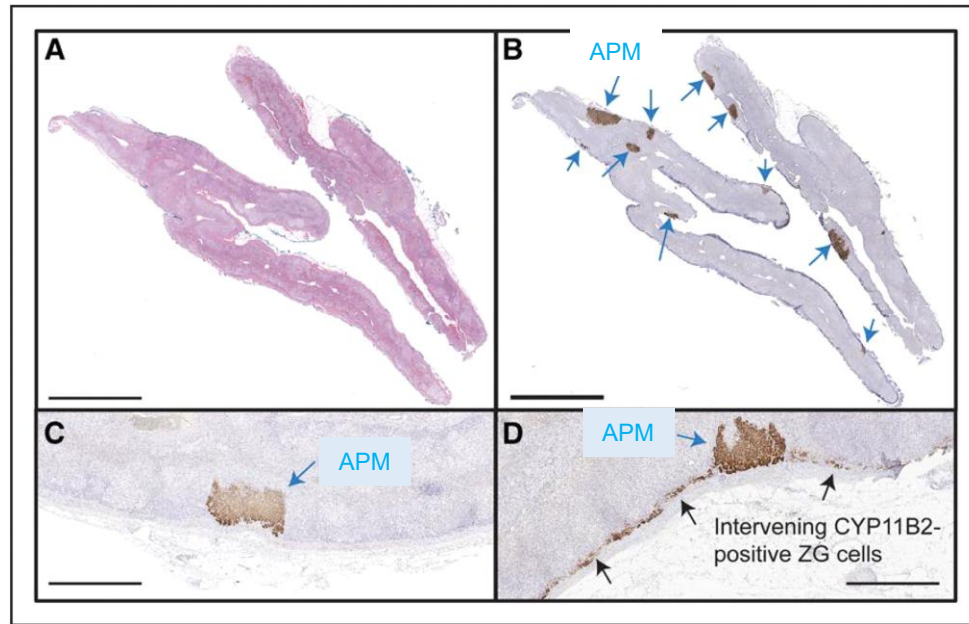 A
B
APM
C
APM
D
APM
Intervening CYP11B2-
positive ZG cells